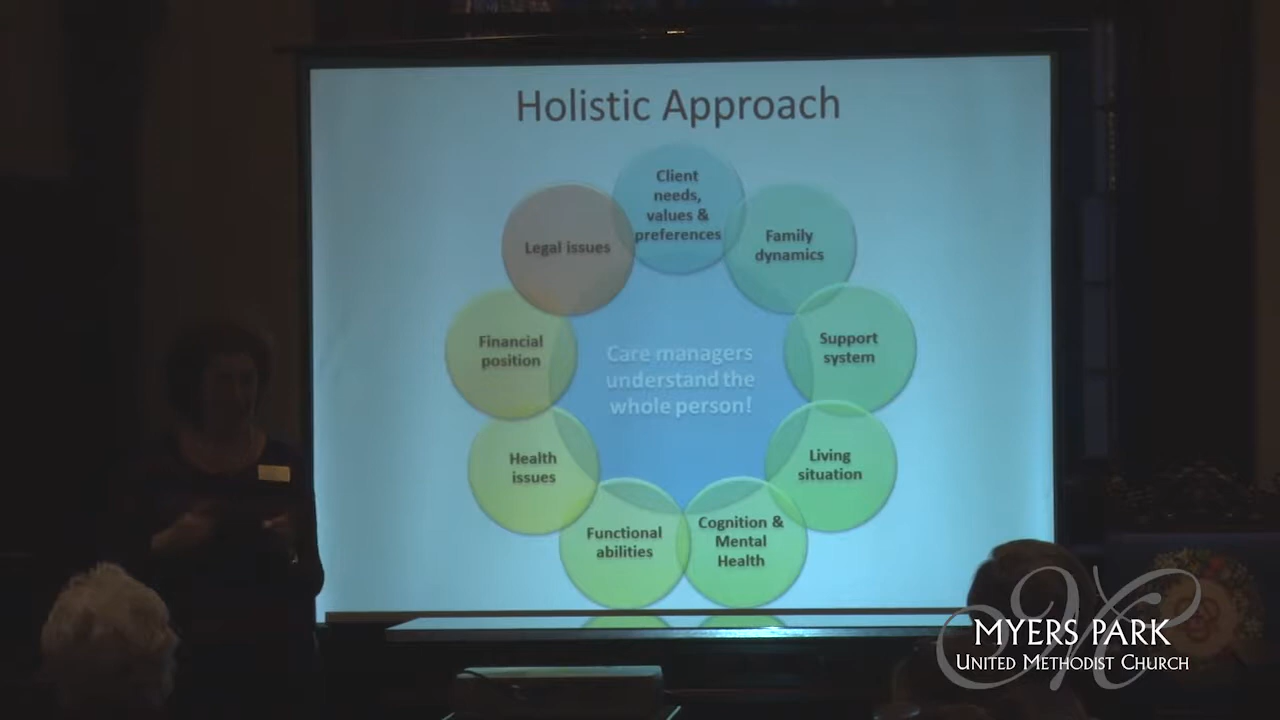 Holistic Approach
Client
needs,
values &
preferences
Family
dynamics
Support
system
Living
situation
Cognition &
Mental
Health
Functional
abilities
Health
issues
Financial
position
Legal issues
Care managers
understand the
whole person!
MYERS PARK
UNITED METHODIST CHURCH